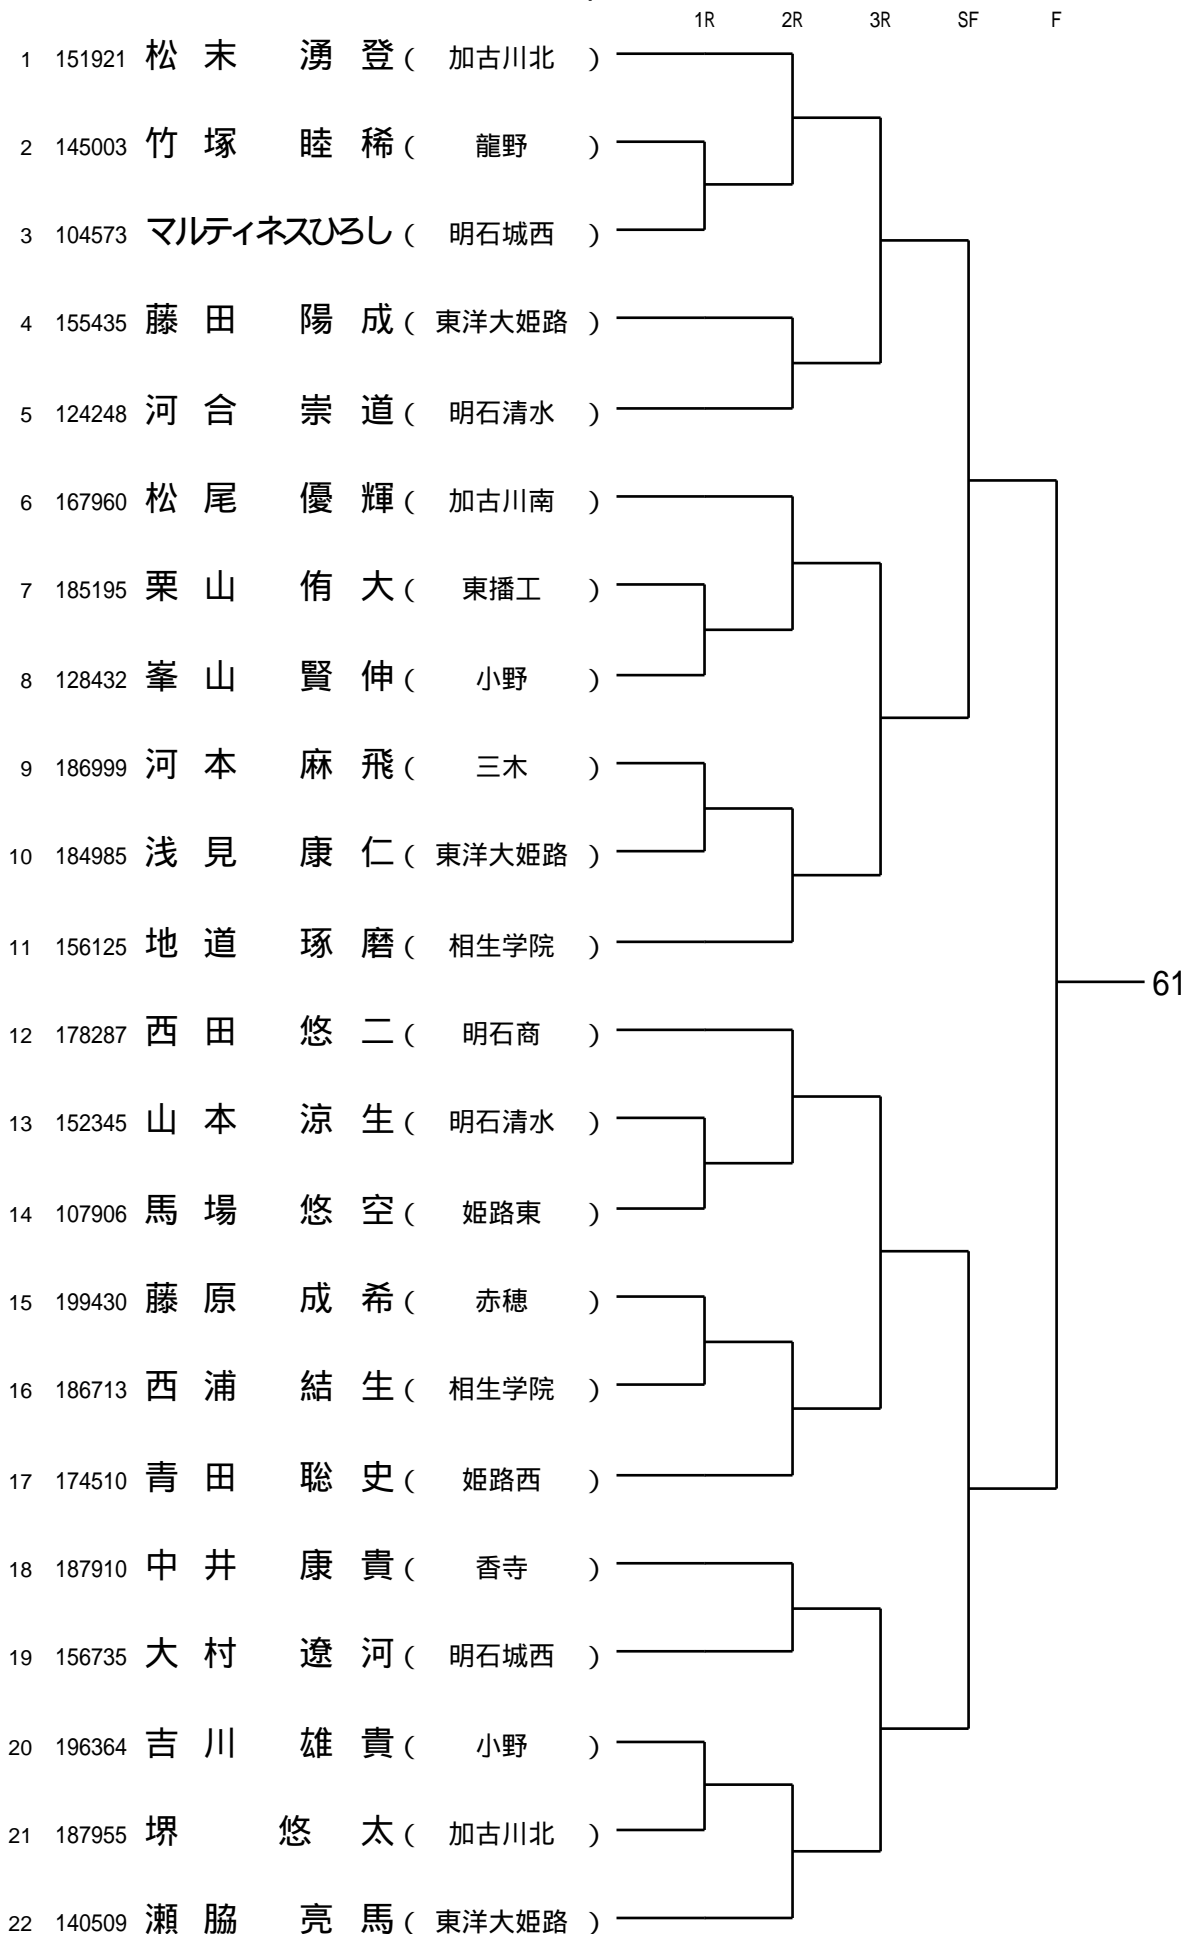 1R 2R 3R SF F
1 151921 松末 湧登 ( 加古川北 )
2 145003 竹塚 睦稀 ( 龍野 )
3 104573 マルティネスひろし ( 明石城西 )
4 155435 藤田 陽成 ( 東洋大姫路 )
5 124248 河合 崇道 ( 明石清水 )
6 167960 松尾 優輝 ( 加古川南 )
7 185195 栗山 侑大 ( 東播工 )
8 128432 峯山 賢伸 ( 小野 )
9 186999 河本 麻飛 ( 三木 )
10 184985 浅見 康仁 ( 東洋大姫路 )
11 156125 地道 琢磨 ( 相生学院 )
61
12 178287 西田 悠二 ( 明石商 )
13 152345 山本 涼生 ( 明石清水 )
14 107906 馬場 悠空 ( 姫路東 )
15 199430 藤原 成希 ( 赤穂 )
16 186713 西浦 結生 ( 相生学院 )
17 174510 青田 聡史 ( 姫路西 )
18 187910 中井 康貴 ( 香寺 )
19 156735 大村 遼河 ( 明石城西 )
20 196364 吉川 雄貴 ( 小野 )
21 187955 堺 悠太 ( 加古川北 )
22 140509 瀬脇 亮馬 ( 東洋大姫路 )